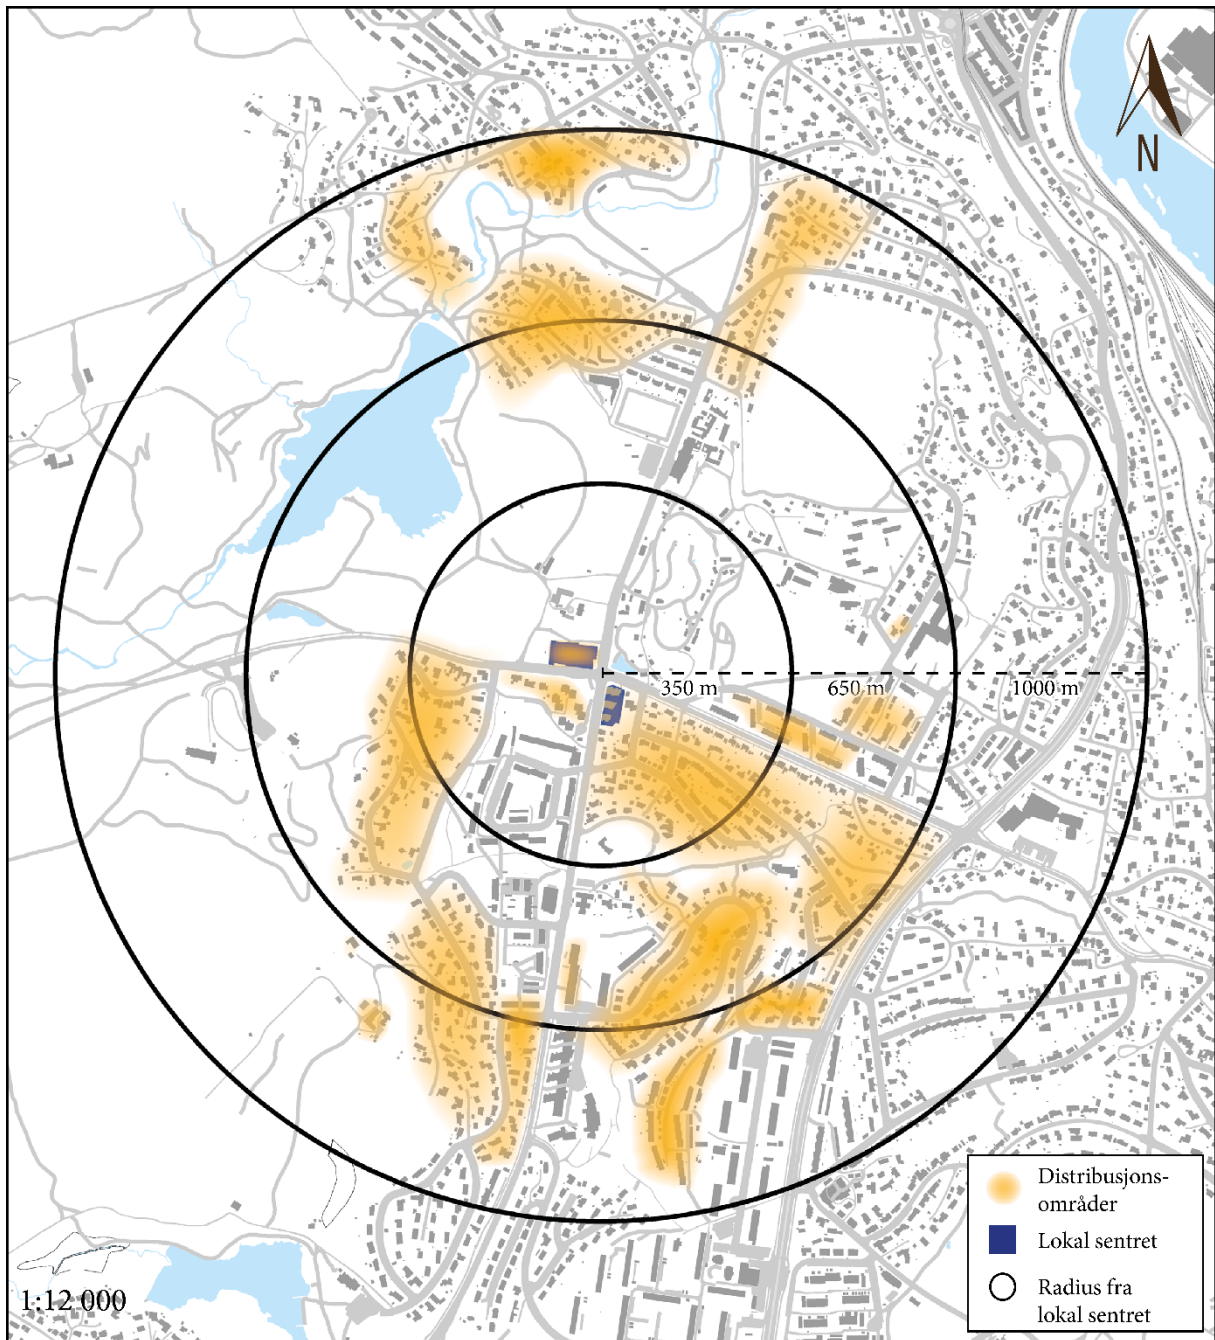 N
350 m
650 m
1000 m
Distribusjons-
områder
Lokal sentret
Radius fra
lokal sentret
1:12 000